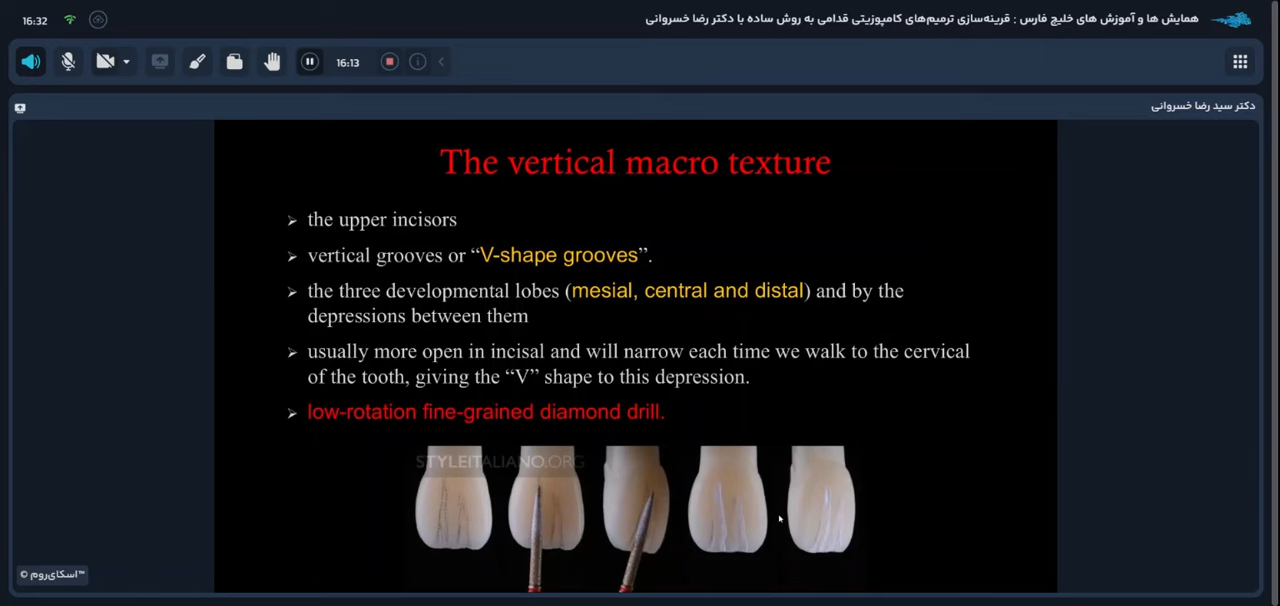 16:32
همایش ها و آموزش های خلیج فارس : قرینه‌سازی ترمیم‌های کامپوزیتی قدامی به روش ساده با دکتر رضا خسروانی
16:13
دکتر سید رضا خسروانی
The vertical macro texture
➢ the upper incisors
➢ vertical grooves or “V-shape grooves”.
➢ the three developmental lobes (mesial, central and distal) and by the
depressions between them
➢ usually more open in incisal and will narrow each time we walk to the cervical
of the tooth, giving the “V” shape to this depression.
➢ low-rotation fine-grained diamond drill.
STYLEITALIANO.ORG
© اسکای‌روم™